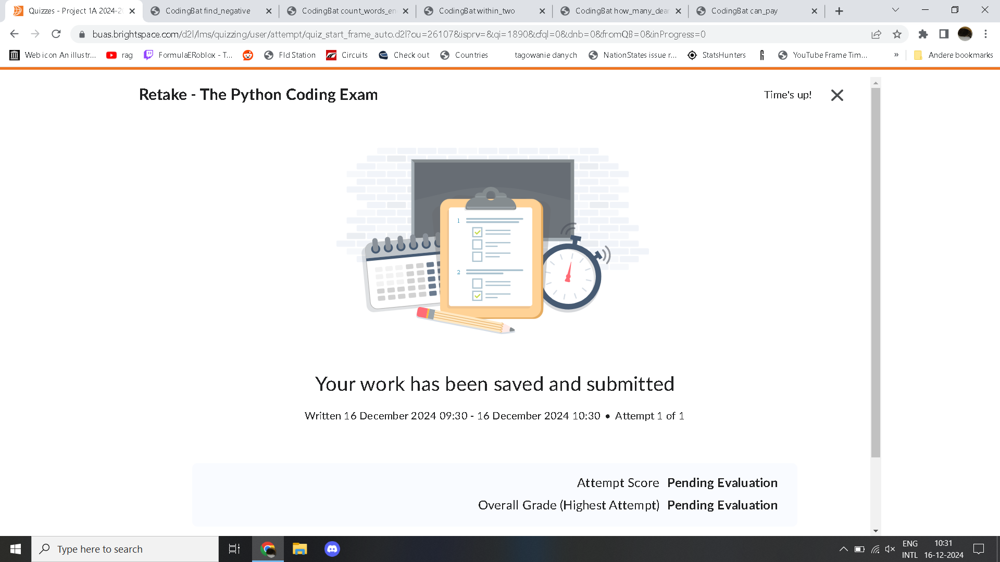 Quizzes - Project 1A 2024-2
CodingBat find_negative
CodingBat count_words_en
CodingBat within_two
CodingBat how_many_dear
CodingBat can_pay
buas.brightspace.com/d2l/lms/quizzing/user/attempt/quiz_start_frame_auto.d2l?ou=26107&isprv=&qi=1890&cfql=0&dnb=0&fromQB=0&inProgress=0
Web icon An illustr...
rag
FormulaERoblox - T...
FId Station
Circuits
Check out
Countries
tagowanie danych
NationStates issue r...
StatsHunters
YouTube Frame Tim...
»
Andere bookmarks
Retake - The Python Coding Exam
Time's up!
1
2
Your work has been saved and submitted
Written 16 December 2024 09:30 - 16 December 2024 10:30 • Attempt 1 of 1
Attempt Score Pending Evaluation
Overall Grade (Highest Attempt) Pending Evaluation
Type here to search
ENG
INTL
10:31
16-12-2024